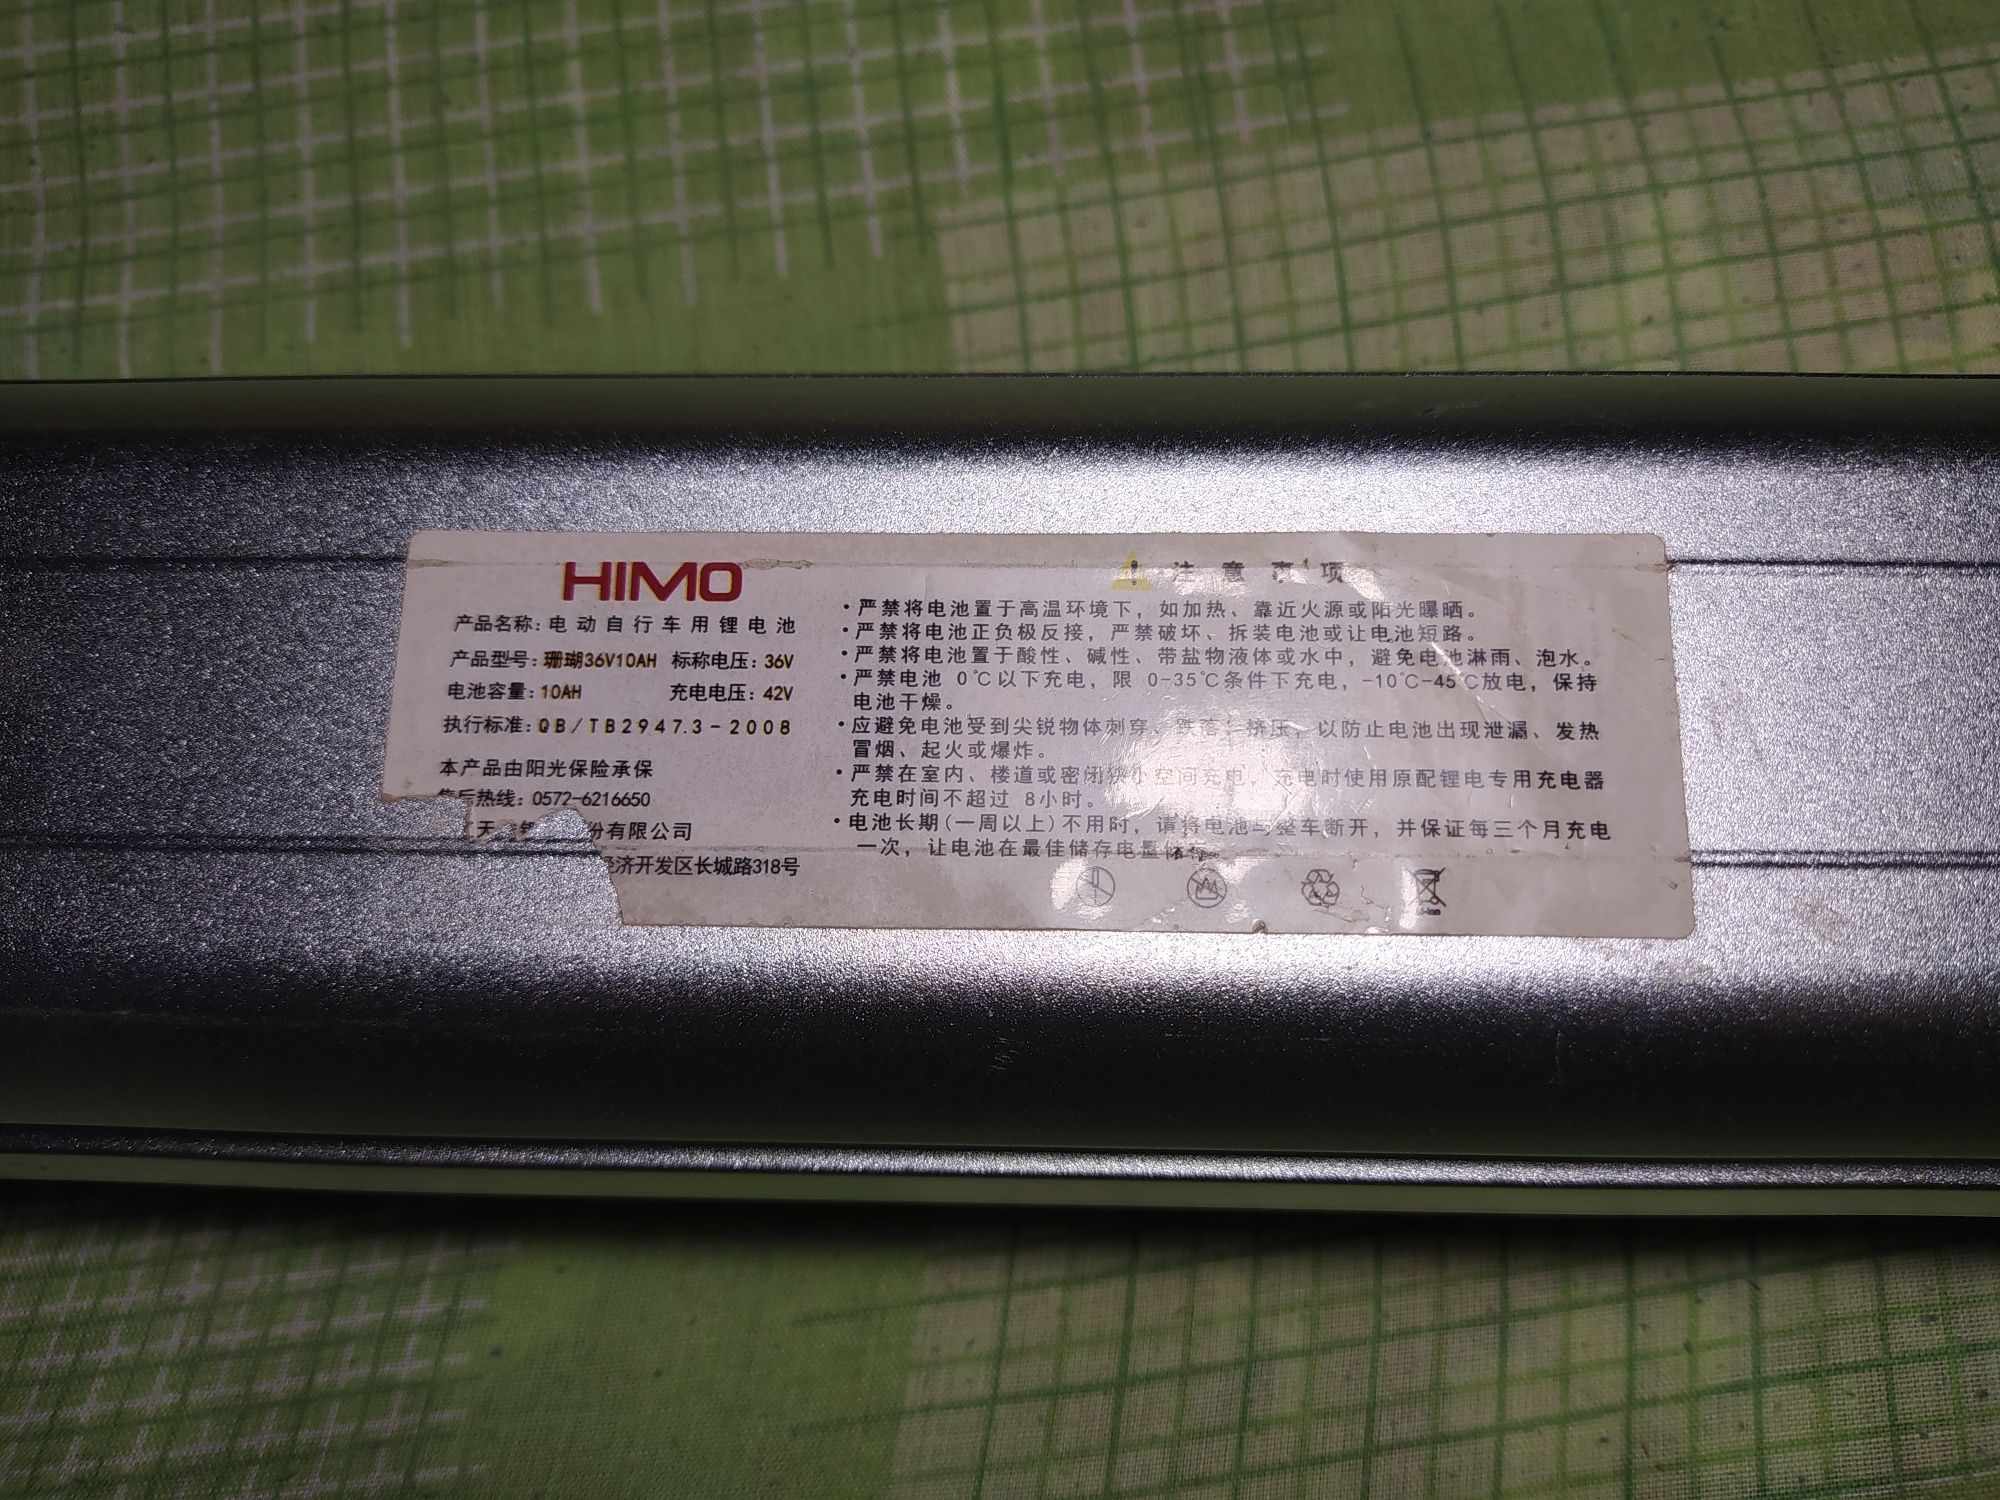 HIMO
产品名称：电动自行车用锂电池
产品型号：珊瑚36V10AH 标称电压：36V
电池容量：10AH 充电电压：42V
执行标准：QB/TB2947.3-2008
本产品由阳光保险承保
售后热线：0572-6216650
天 份有限公司
经济开发区长城路318号
注意事项
·严禁将电池置于高温环境下，如加热、靠近火源或阳光曝晒。
·严禁将电池正负极反接，严禁破坏、拆装电池或让电池短路。
·严禁将电池置于酸性、碱性、带盐物液体或水中，避免电池淋雨、泡水。
·严禁电池 0℃以下充电，限 0-35℃条件下充电，-10℃-45℃放电，保持
电池干燥。
·应避免电池受到尖锐物体刺穿、跌落、挤压，以防止电池出现泄漏、发热
冒烟、起火或爆炸。
·严禁在室内、楼道或密闭狭小空间充电，充电时使用原配锂电专用充电器
充电时间不超过 8小时。
·电池长期(一周以上)不用时，请将电池与整车断开，并保证每三个月充电
一次，让电池在最佳储存电量储存。
Li-ion